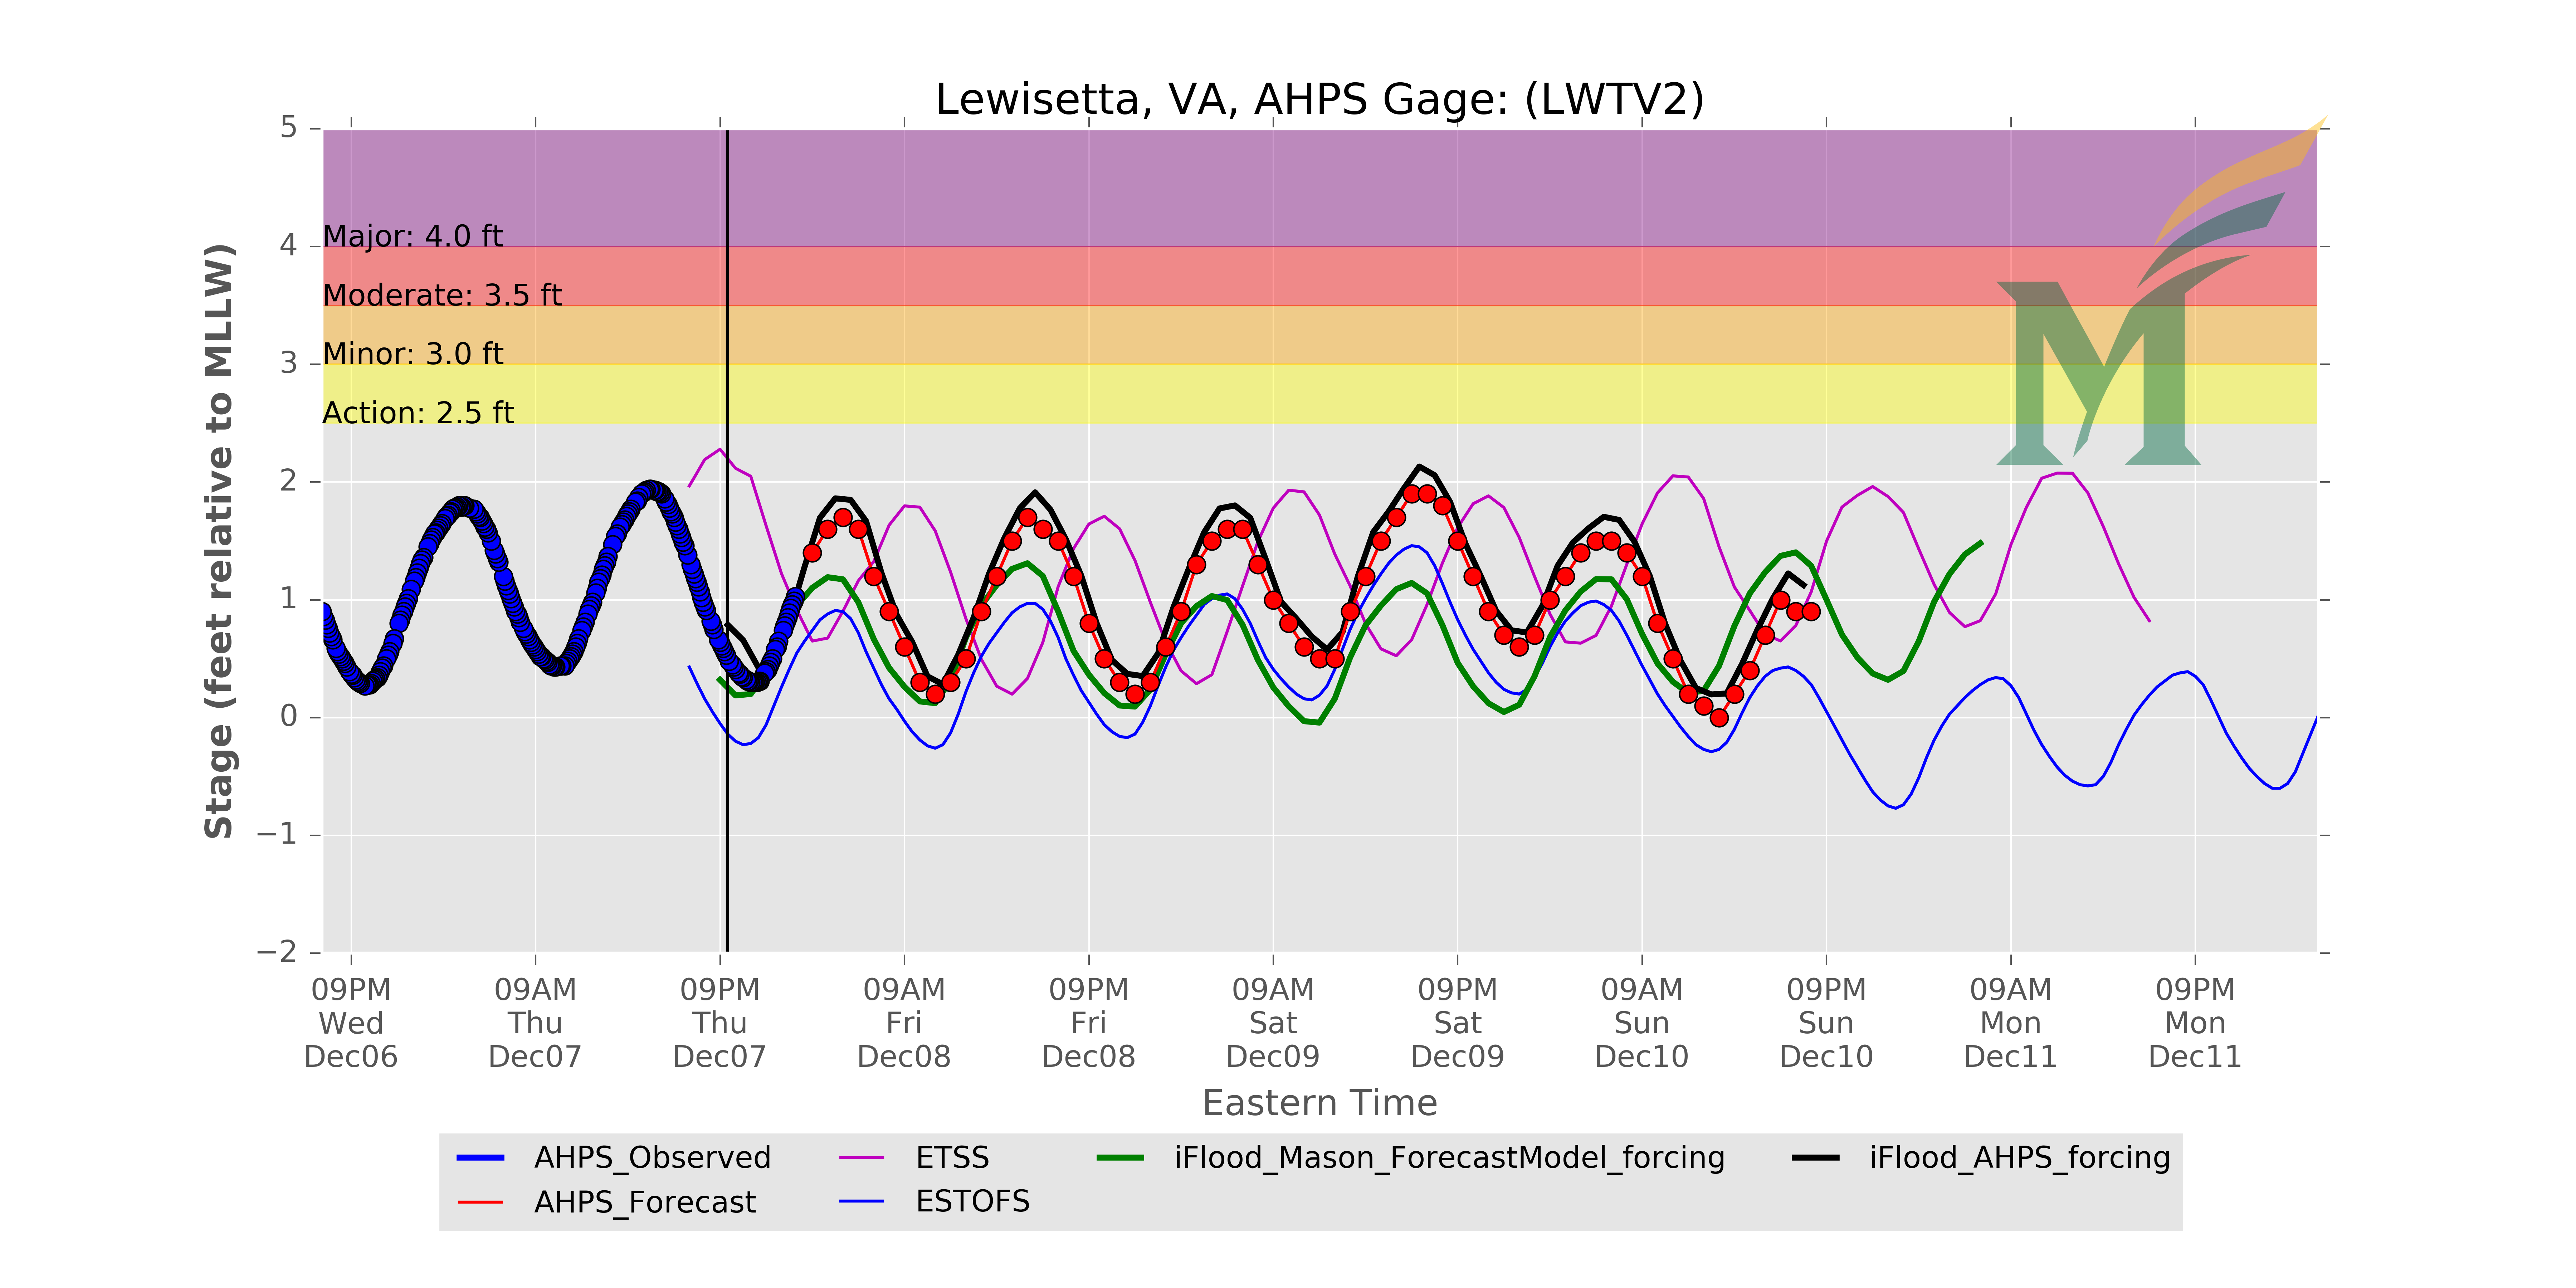 Lewisetta, VA, AHPS Gage: (LWTV2)
Stage (feet relative to MLLW)
5
4
3
2
1
0
−1
−2
Major: 4.0 ft
Moderate: 3.5 ft
Minor: 3.0 ft
Action: 2.5 ft
M
09PM 09AM 09PM 09AM 09PM 09AM 09PM 09AM 09PM 09AM 09PM
Wed Thu Thu Fri Fri Sat Sat Sun Sun Mon Mon
Dec06 Dec07 Dec07 Dec08 Dec08 Dec09 Dec09 Dec10 Dec10 Dec11 Dec11
Eastern Time
AHPS_Observed ETSS iFlood_Mason_ForecastModel_forcing iFlood_AHPS_forcing
AHPS_Forecast ESTOFS